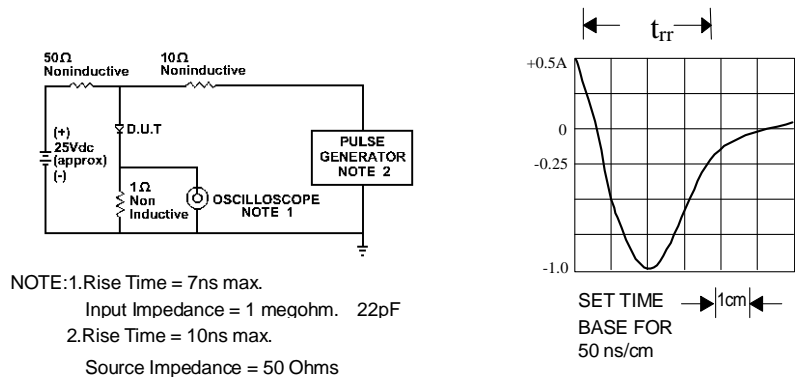 50Ω
Noninductive
10Ω
Noninductive
(+)
25Vdc
(approx)
(-)
D.U.T
1Ω
Non
Inductive
OSCILLOSCOPE
NOTE 1
PULSE
GENERATOR
NOTE 2
NOTE:1.Rise Time = 7ns max.
Input Impedance = 1 megohm. 22pF
2.Rise Time = 10ns max.
Source Impedance = 50 Ohms
trr
+0.5A
0
-0.25
-1.0
SET TIME
BASE FOR
50 ns/cm
1cm